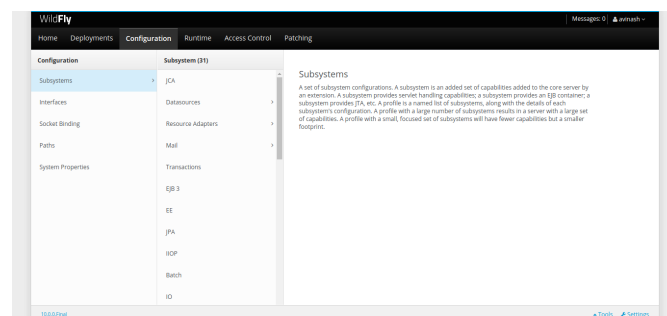 WildFly
Messages: 0
avinash
Home Deployments Configuration Runtime Access Control Patching
Configuration
Subsystems
Interfaces
Socket Binding
Paths
System Properties
Subsystem (31)
JCA
Datasources
Resource Adapters
Mail
Transactions
EJB 3
EE
JPA
IIOP
Batch
IO
Subsystems
A set of subsystem configurations. A subsystem is an added set of capabilities added to the core server by
an extension. A subsystem provides servlet handling capabilities; a subsystem provides an EJB container; a
subsystem provides JTA, etc. A profile is a named list of subsystems, along with the details of each
subsystem's configuration. A profile with a large number of subsystems results in a server with a large set
of capabilities. A profile with a small, focused set of subsystems will have fewer capabilities but a smaller
footprint.
Tools Settings